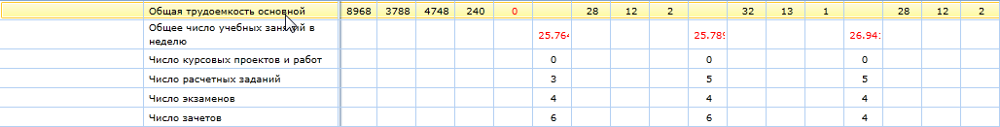 Общая трудоемкость основной 8968 3788 4748 240 0 28 12 2 32 13 1 28 12 2
Общее число учебных занятий в
неделю 25.764 25.789 26.941
Число курсовых проектов и работ 0 0 0
Число расчетных заданий 3 5 5
Число экзаменов 4 4 4
Число зачетов 6 6 4